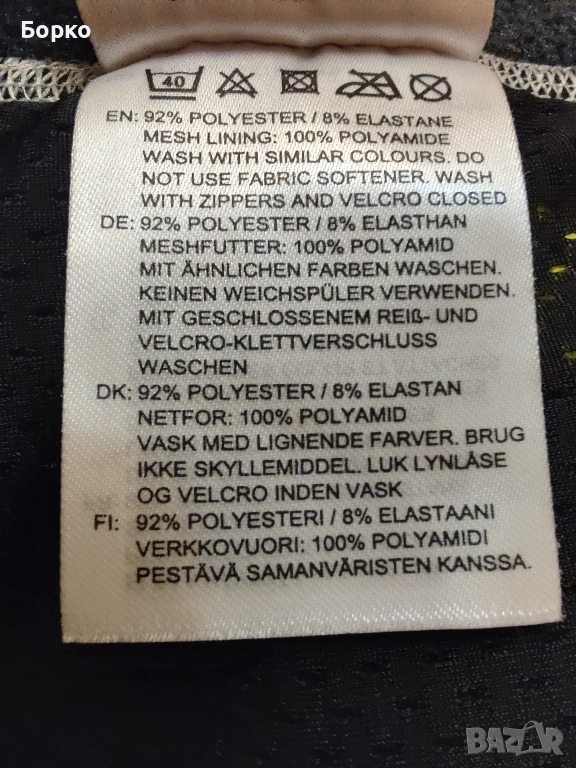 Борко
40
EN: 92% POLYESTER / 8% ELASTANE
MESH LINING: 100% POLYAMIDE
WASH WITH SIMILAR COLOURS. DO
NOT USE FABRIC SOFTENER. WASH
WITH ZIPPERS AND VELCRO CLOSED
DE: 92% POLYESTER / 8% ELASTHAN
MESHFUTTER: 100% POLYAMID
MIT ÄHNLICHEN FARBEN WASCHEN.
KEINEN WEICHSPÜLER VERWENDEN.
MIT GESCHLOSSENEM REIß- UND
VELCRO-KLETTVERSCHLUSS
WASCHEN
DK: 92% POLYESTER / 8% ELASTAN
NETFOR: 100% POLYAMID
VASK MED LIGNENDE FARVER. BRUG
IKKE SKYLLEMIDDEL. LUK LYNLÅSE
OG VELCRO INDEN VASK
FI: 92% POLYESTERI / 8% ELASTAANI
VERKKOVUORI: 100% POLYAMIDI
PESTÄVÄ SAMANVÄRISTEN KANSSA.
BAZAR